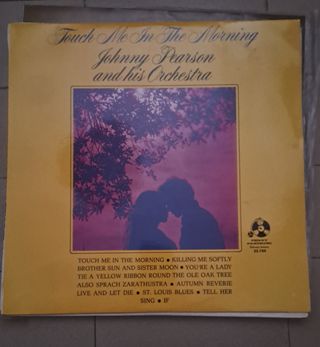 Touch Me In The Morning
Johnny Pearson
and his Orchestra
TOUCH ME IN THE MORNING • KILLING ME SOFTLY
BROTHER SUN AND SISTER MOON • YOU'RE A LADY
TIE A YELLOW RIBBON ROUND THE OLE OAK TREE
ALSO SPRACH ZARATHUSTRA • AUTUMN REVERIE
LIVE AND LET DIE • ST. LOUIS BLUES • TELL HER
SING • IF